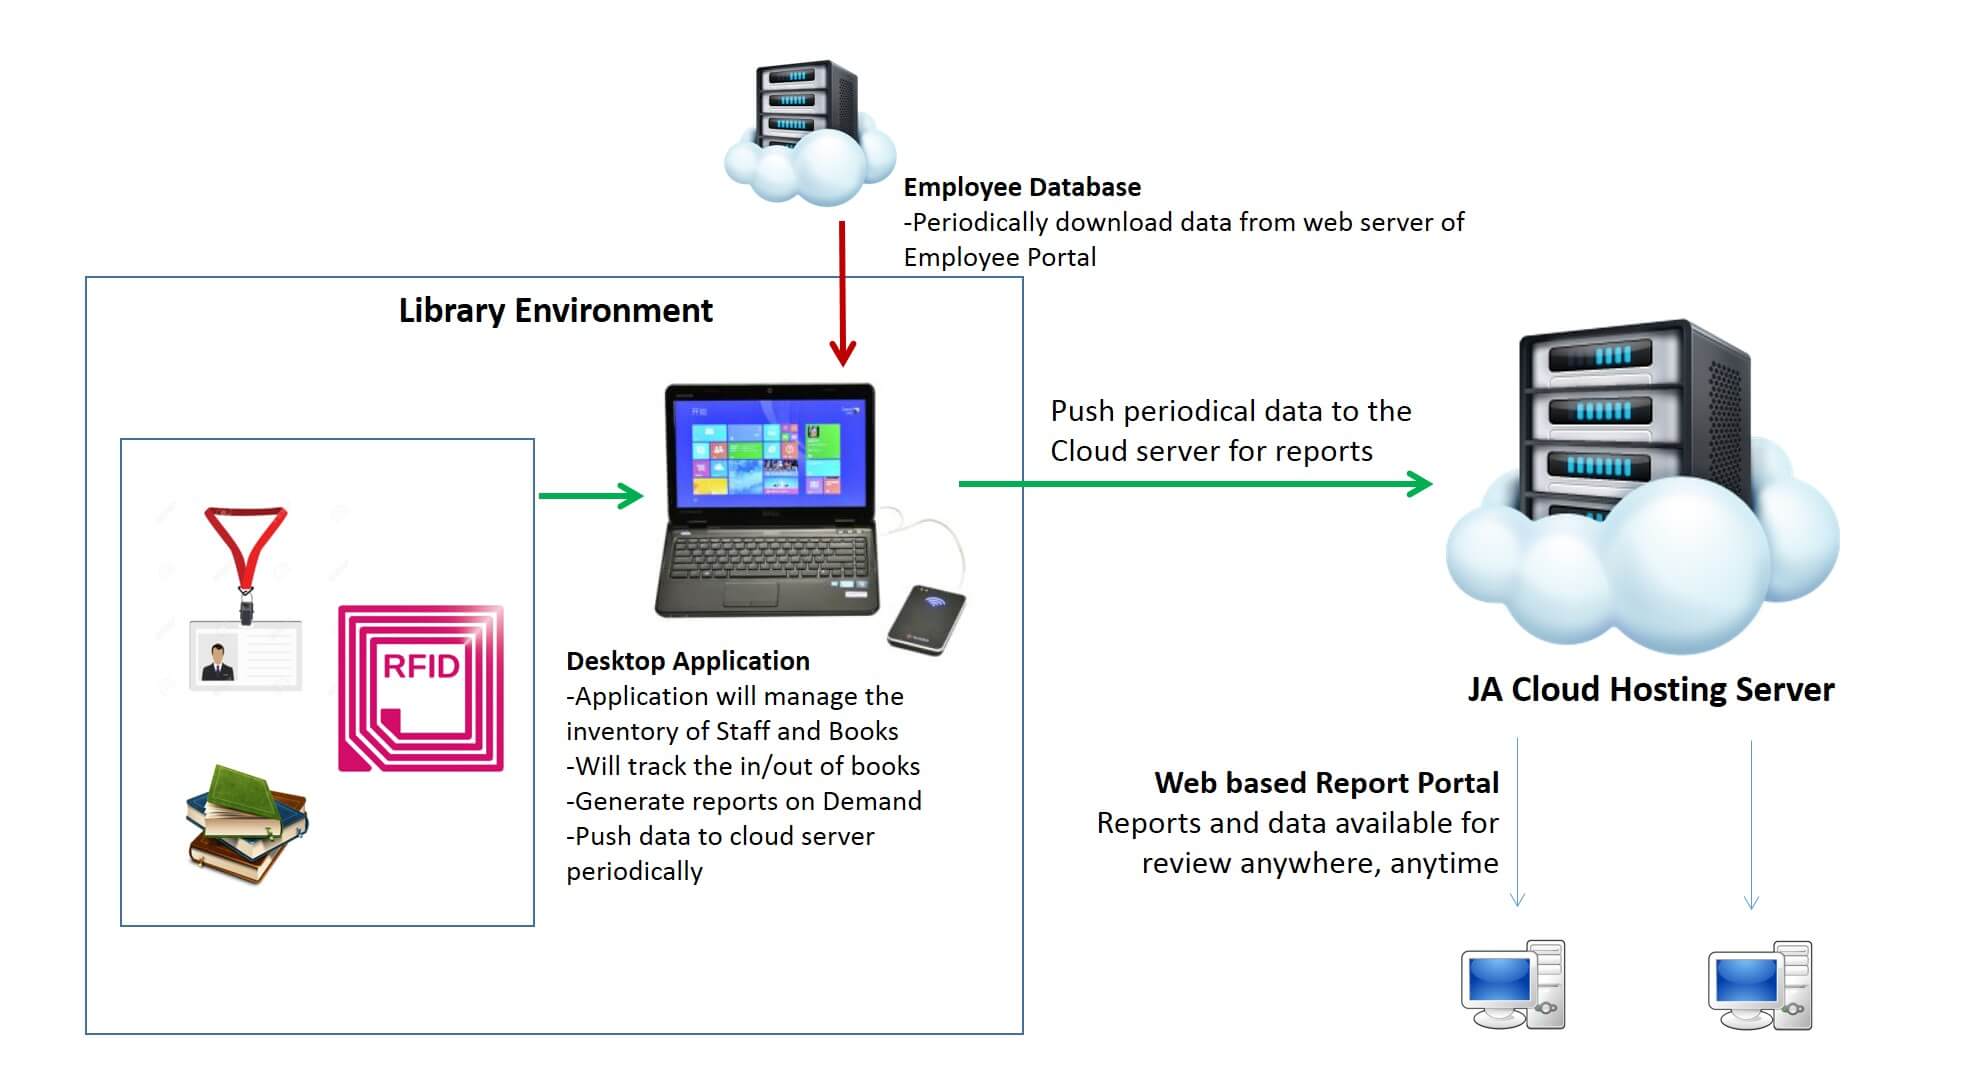 Employee Database
-Periodically download data from web server of
Employee Portal
Library Environment
Push periodical data to the
Cloud server for reports
RFID
Desktop Application
-Application will manage the
inventory of Staff and Books
-Will track the in/out of books
-Generate reports on Demand
-Push data to cloud server
periodically
JA Cloud Hosting Server
Web based Report Portal
Reports and data available for
review anywhere, anytime